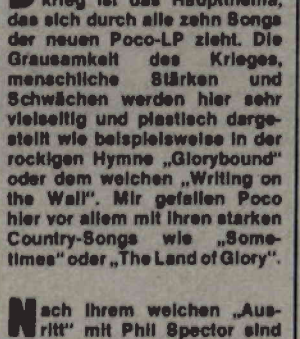 krieg ist das Hauptthema,
das sich durch alle zehn Songs
der neuen Poco-LP zieht. Die
Grausamkeit des Krieges,
menschliche Stärken und
Schwächen werden hier sehr
vielseitig und plastisch darge-
stellt wie beispielsweise in der
rockigen Hymne „Glorybound"
oder dem weichen „Writing on
the Wall". Mir gefallen Poco
hier vor allem mit ihren starken
Country-Songs wie „Some-
times" oder „The Land of Glory".
Nach ihrem weichen „Aus-
ritt" mit Phil Spector sind